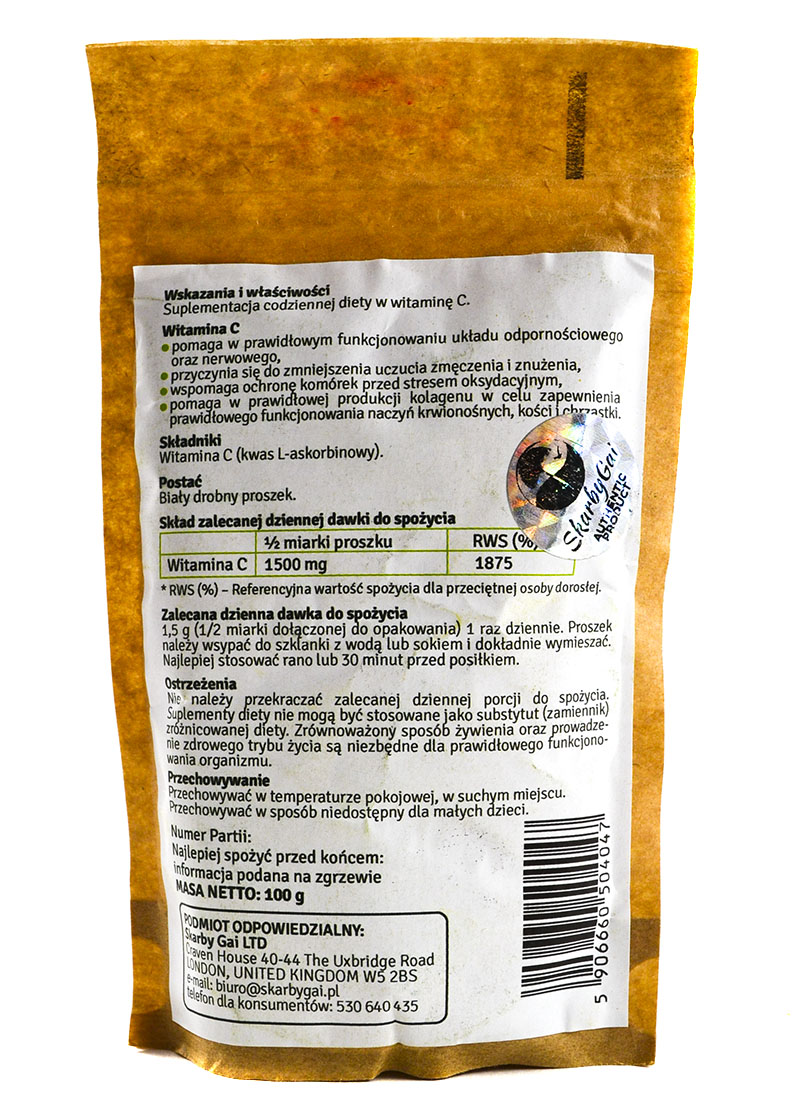 Wskazania i właściwości
Suplementacja codziennej diety w witaminę C.
Witamina C
pomaga w prawidłowym funkcjonowaniu układu odpornościowego
oraz nerwowego,
przyczynia się do zmniejszenia uczucia zmęczenia i znużenia,
wspomaga ochronę komórek przed stresem oksydacyjnym,
pomaga w prawidłowej produkcji kolagenu w celu zapewnienia
prawidłowego funkcjonowania naczyń krwionośnych, kości i chrząstki.
Składniki
Witamina C (kwas L-askorbinowy).
Postać
Biały drobny proszek.
SkarbyGai
AUTHENTIC
PRODUCT
Skład zalecanej dziennej dawki do spożycia
½ miarki proszku RWS (%)
Witamina C 1500 mg 1875
* RWS (%) – Referencyjna wartość spożycia dla przeciętnej osoby dorosłej.
Zalecana dzienna dawka do spożycia
1,5 g (1/2 miarki dołączonej do opakowania) 1 raz dziennie. Proszek
należy wsypać do szklanki z wodą lub sokiem i dokładnie wymieszać.
Najlepiej stosować rano lub 30 minut przed posiłkiem.
Ostrzeżenia
Nie należy przekraczać zalecanej dziennej porcji do spożycia.
Suplementy diety nie mogą być stosowane jako substytut (zamiennik)
zróżnicowanej diety. Zrównoważony sposób żywienia oraz prowadze-
nie zdrowego trybu życia są niezbędne dla prawidłowego funkcjono-
wania organizmu.
Przechowywanie
Przechowywać w temperaturze pokojowej, w suchym miejscu.
Przechowywać w sposób niedostępny dla małych dzieci.
Numer Partii:
Najlepiej spożyć przed końcem:
informacja podana na zgrzewie
MASA NETTO: 100 g
PODMIOT ODPOWIEDZIALNY:
Skarby Gai LTD
Craven House 40-44 The Uxbridge Road
LONDON, UNITED KINGDOM W5 2BS
e-mail: biuro@skarbygai.pl
telefon dla konsumentów: 530 640 435
5 906660 504047